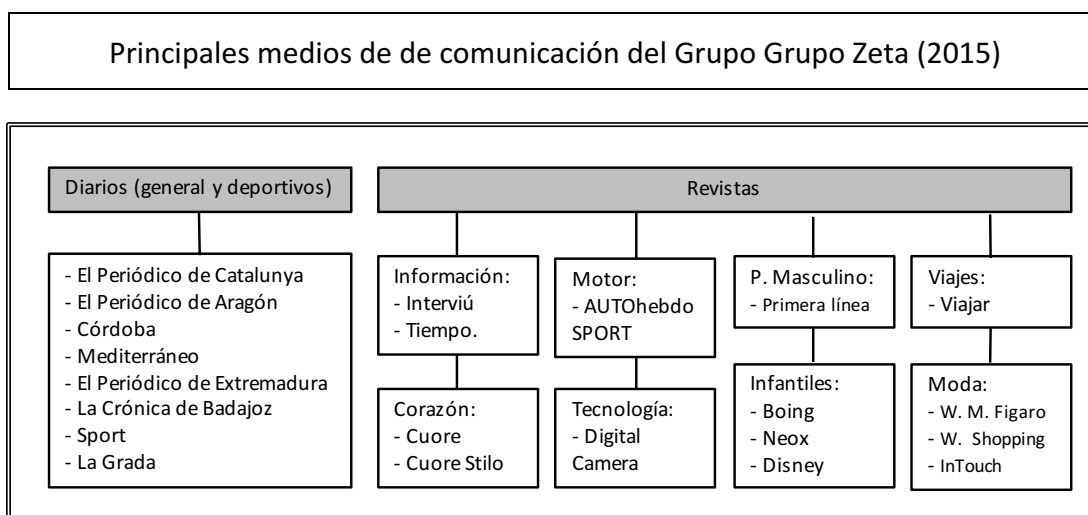 Principales medios de de comunicación del Grupo Grupo Zeta (2015)
Diarios (general y deportivos)
- El Periódico de Catalunya
- El Periódico de Aragón
- Córdoba
- Mediterráneo
- El Periódico de Extremadura
- La Crónica de Badajoz
- Sport
- La Grada
Revistas
Información:
- Interviú
- Tiempo.
Motor:
- AUTOhebdo
SPORT
P. Masculino:
- Primera línea
Viajes:
- Viajar
Corazón:
- Cuore
- Cuore Stilo
Tecnología:
- Digital
Camera
Infantiles:
- Boing
- Neox
- Disney
Moda:
- W. M. Figaro
- W. Shopping
- InTouch